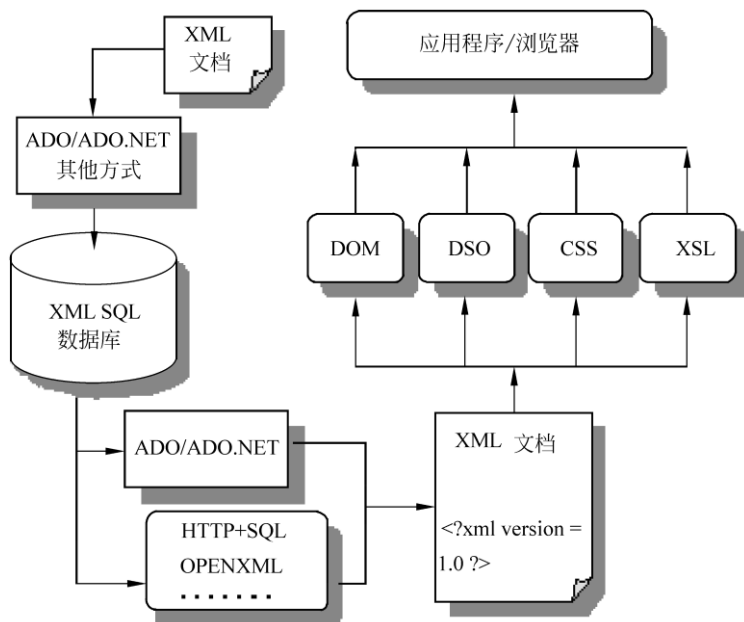 XML
文档
应用程序/浏览器
ADO/ADO.NET
其他方式
DOM
DSO
CSS
XSL
XML SQL
数据库
ADO/ADO.NET
HTTP+SQL
OPENXML
.......
XML 文档
<?xml version =
1.0 ?>